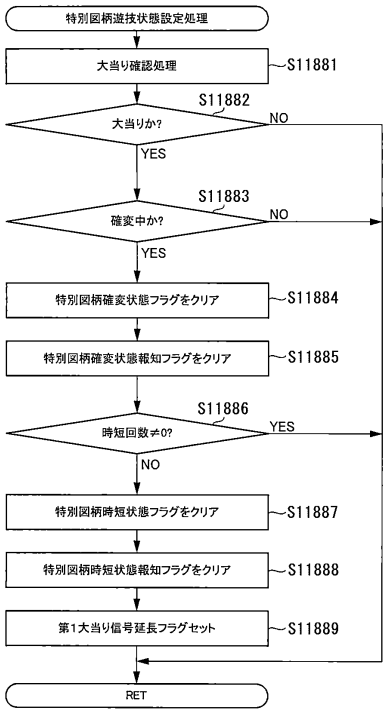 特別図柄遊技状態設定処理
大当り確認処理
S11881
大当りか?
S11882
NO
YES
確変中か?
S11883
NO
YES
特別図柄確変状態フラグをクリア
S11884
特別図柄確変状態報知フラグをクリア
S11885
時短回数≠0?
S11886
YES
NO
特別図柄時短状態フラグをクリア
S11887
特別図柄時短状態報知フラグをクリア
S11888
第1大当り信号延長フラグセット
S11889
RET